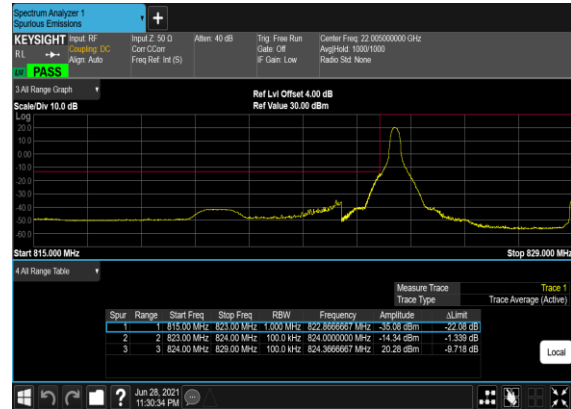 Spectrum Analyzer 1
Spurious Emissions
+
KEYSIGHT Input: RF Input Z: 50 Ω Atten: 40 dB Trig: Free Run Center Freq: 22.005000000 GHz
RL Coupling: DC Corr CCorr Gate: Off Avg|Hold: 1000/1000
Align: Auto Freq Ref: Int (S) IF Gain: Low Radio Std: None
PASS
3 All Range Graph
Ref Lvl Offset 4.00 dB
Scale/Div 10.0 dB Ref Value 30.00 dBm
Log
20.0
10.0
0.00
-10.0
-20.0
-30.0
-40.0
-50.0
-60.0
Start 815.000 MHz Stop 829.000 MHz
4 All Range Table
Measure Trace Trace 1
Trace Type Trace Average (Active)
Spur Range Start Freq Stop Freq RBW Frequency Amplitude ΔLimit
1 1 815.00 MHz 823.00 MHz 1.000 MHz 822.8666667 MHz -35.08 dBm -22.08 dB
2 2 823.00 MHz 824.00 MHz 100.0 kHz 824.0000000 MHz -14.34 dBm -1.339 dB
3 3 824.00 MHz 829.00 MHz 100.0 kHz 824.3666667 MHz 20.28 dBm -9.718 dB
Local
?
Jun 28, 2021
11:30:34 PM